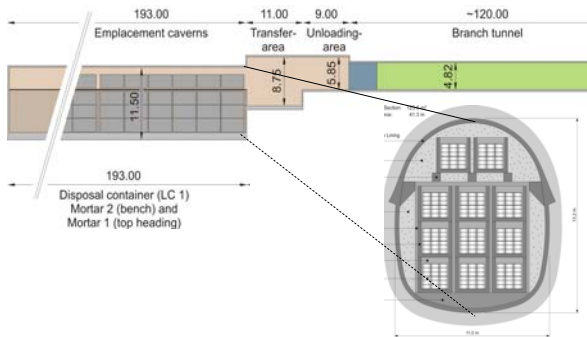 193.00 11.00 9.00 ~120.00
Emplacement caverns Transfer-area Unloading-area Branch tunnel
8.75
5.85
4.82
11.50
193.00
Disposal container (LC 1)
Mortar 2 (bench) and
Mortar 1 (top heading)
Section
Lining